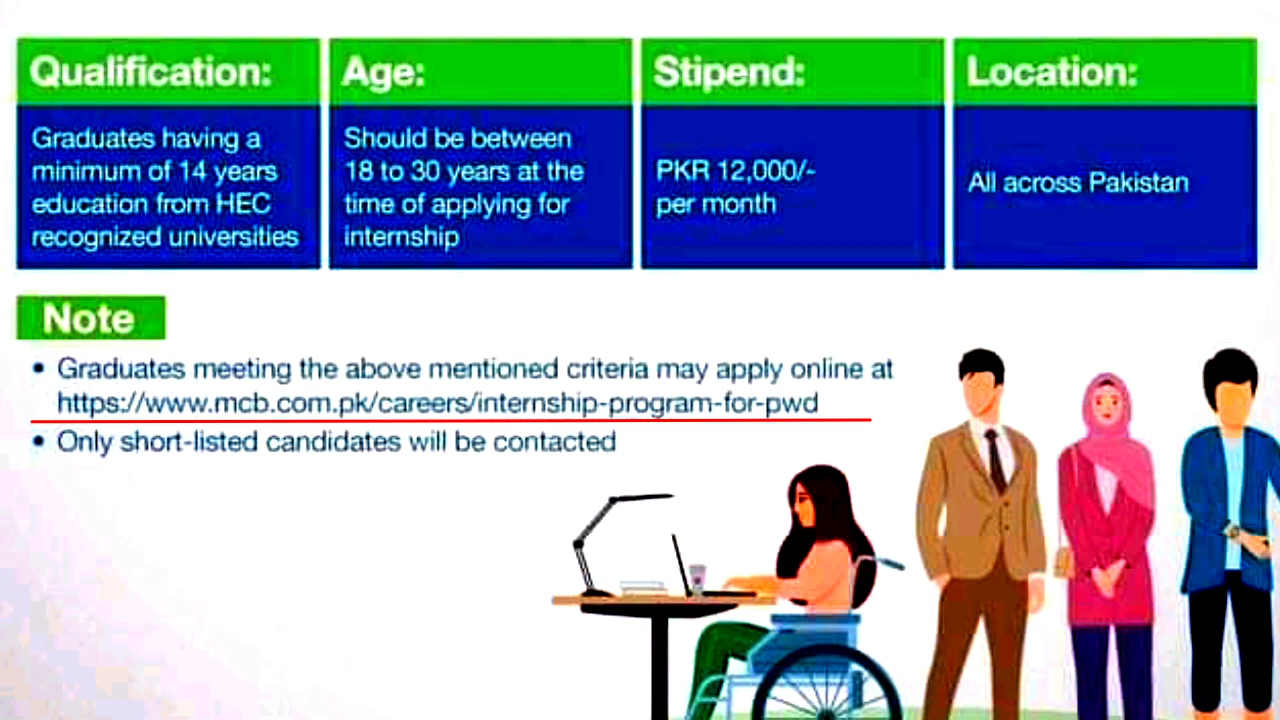 Qualification:
Graduates having a
minimum of 14 years
education from HEC
recognized universities
Age:
Should be between
18 to 30 years at the
time of applying for
internship
Stipend:
PKR 12,000/-
per month
Location:
All across Pakistan
Note
• Graduates meeting the above mentioned criteria may apply online at
https://www.mcb.com.pk/careers/internship-program-for-pwd
• Only short-listed candidates will be contacted